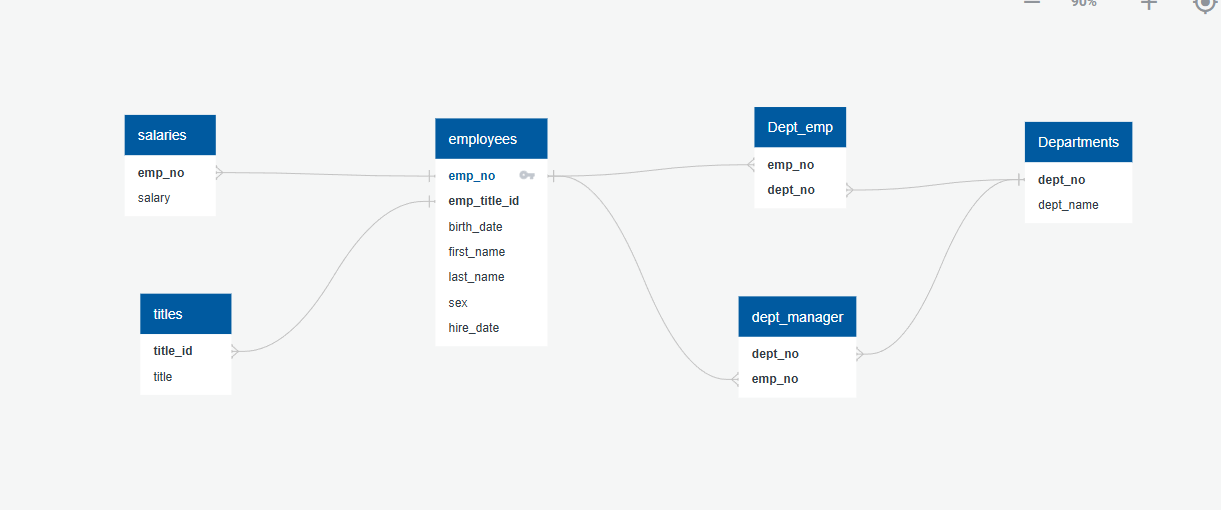 90%
salaries
emp_no
salary
employees
emp_no
emp_title_id
birth_date
first_name
last_name
sex
hire_date
Dept_emp
emp_no
dept_no
Departments
dept_no
dept_name
titles
title_id
title
dept_manager
dept_no
emp_no